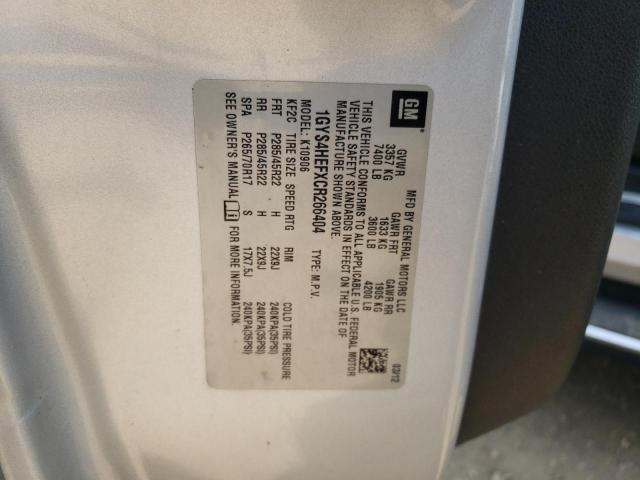 GM
MFD BY GENERAL MOTORS LLC
03/12
GVWR GAWR FRT GAWR RR
3357 KG 1633 KG 1905 KG
7400 LB 3600 LB 4200 LB
THIS VEHICLE CONFORMS TO ALL APPLICABLE U.S. FEDERAL MOTOR
VEHICLE SAFETY STANDARDS IN EFFECT ON THE DATE OF
MANUFACTURE SHOWN ABOVE.
1GYS4HEFXCR266404 TYPE: M.P.V.
MODEL: K10906
KF2C TIRE SIZE SPEED RTG RIM COLD TIRE PRESSURE
FRT P285/45R22 H 22X9J 240KPA(35PSI)
RR P285/45R22 H 22X9J 240KPA(35PSI)
SPA P265/70R17 S 17X7.5J 240KPA(35PSI)
SEE OWNER'S MANUAL i FOR MORE INFORMATION.